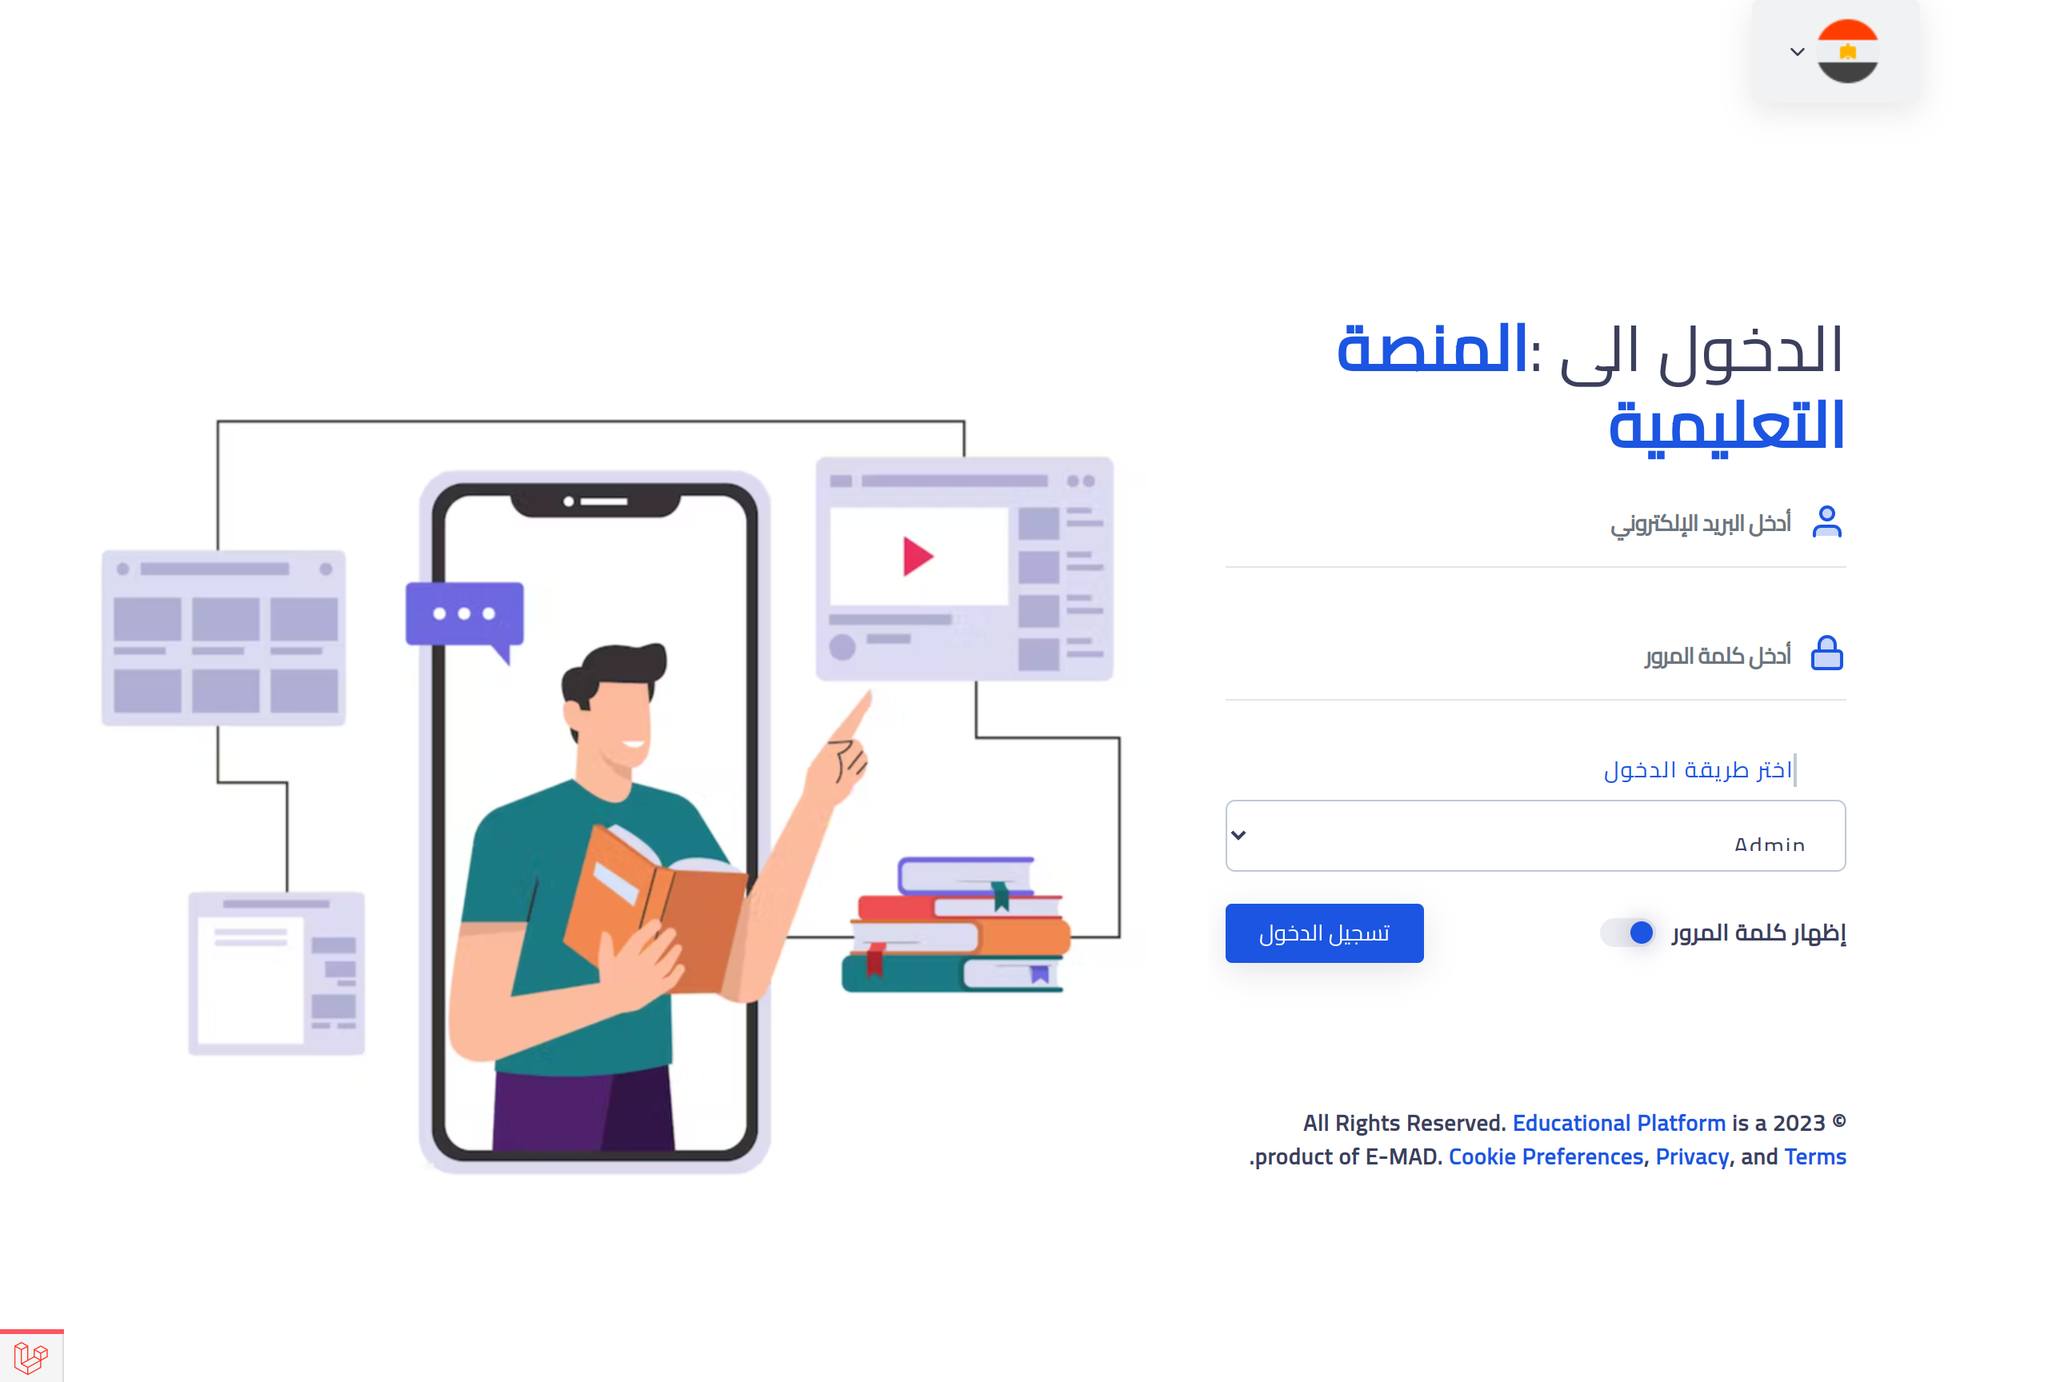 الدخول الى :المنصة
التعليمية
أدخل البريد الإلكتروني
أدخل كلمة المرور
اختر طريقة الدخول
Admin
إظهار كلمة المرور
تسجيل الدخول
All Rights Reserved. Educational Platform is a 2023 ©
.product of E-MAD. Cookie Preferences, Privacy, and Terms